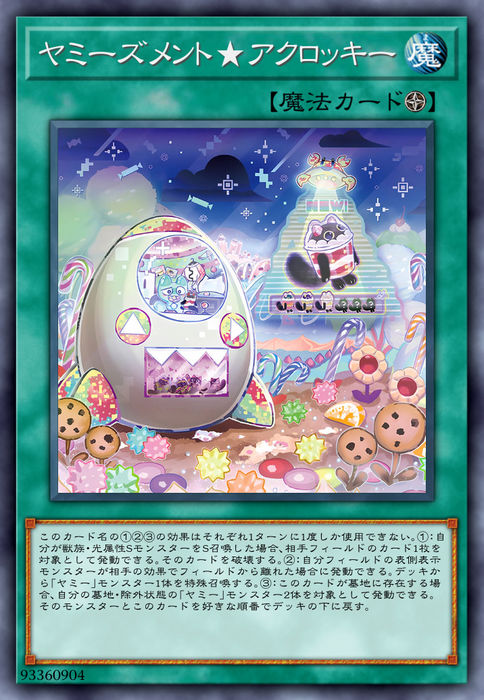 ヤミーズメント★アクロッキー
魔
【魔法カード】
このカード名の①②③の効果はそれぞれ1ターンに1度しか使用できない。①：自
分が獣族・光属性SモンスターをS召喚した場合、相手フィールドのカード1枚を
対象として発動できる。そのカードを破壊する。②：自分フィールドの表側表示
モンスターが相手の効果でフィールドから離れた場合に発動できる。デッキか
ら「ヤミー」モンスター1体を特殊召喚する。③：このカードが墓地に存在する場
合、自分の墓地・除外状態の「ヤミー」モンスター2体を対象として発動できる。
そのモンスターとこのカードを好きな順番でデッキの下に戻す。
93360904